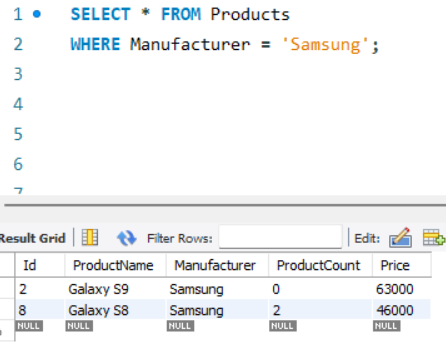 1 SELECT * FROM Products
2 WHERE Manufacturer = 'Samsung';
3
4
5
6
7
Result Grid Filter Rows: Edit:
Id ProductName Manufacturer ProductCount Price
2 Galaxy S9 Samsung 0 63000
8 Galaxy S8 Samsung 2 46000
NULL NULL NULL NULL NULL